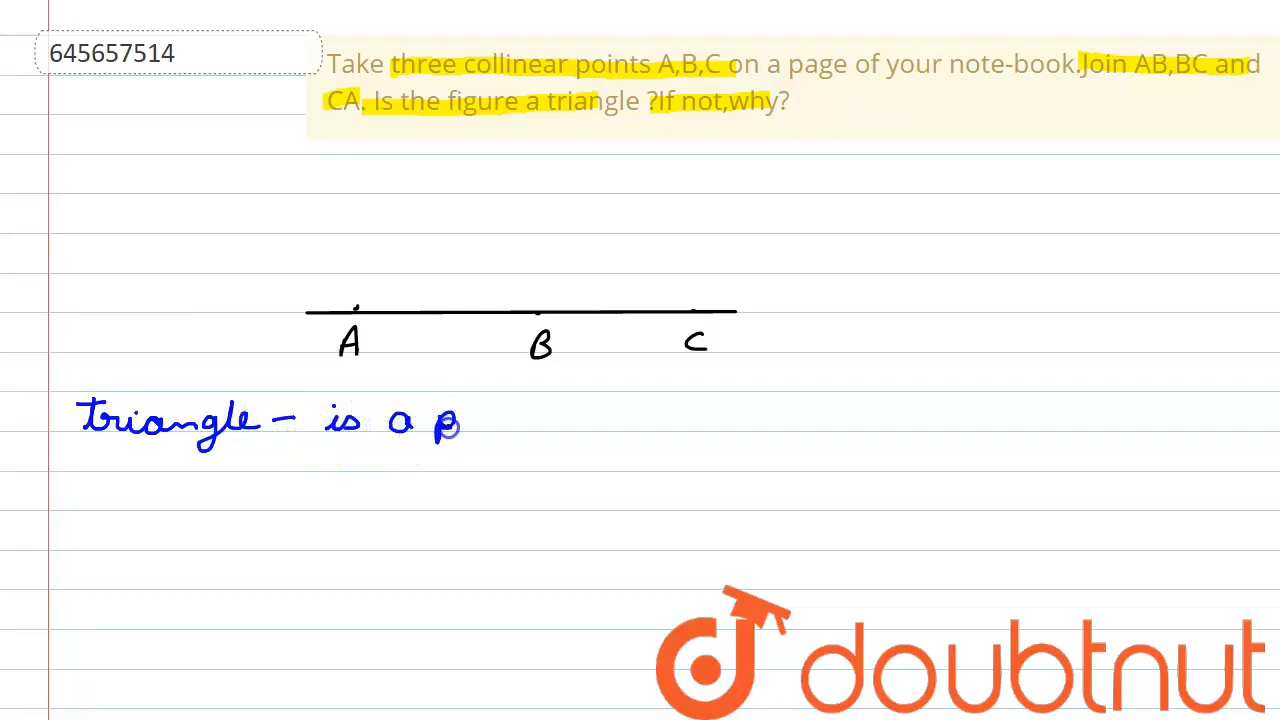 645657514
Take three collinear points A,B,C on a page of your note-book.Join AB,BC and
CA. Is the figure a triangle ?If not,why?
A B C
triangle - is a p
doubtnut